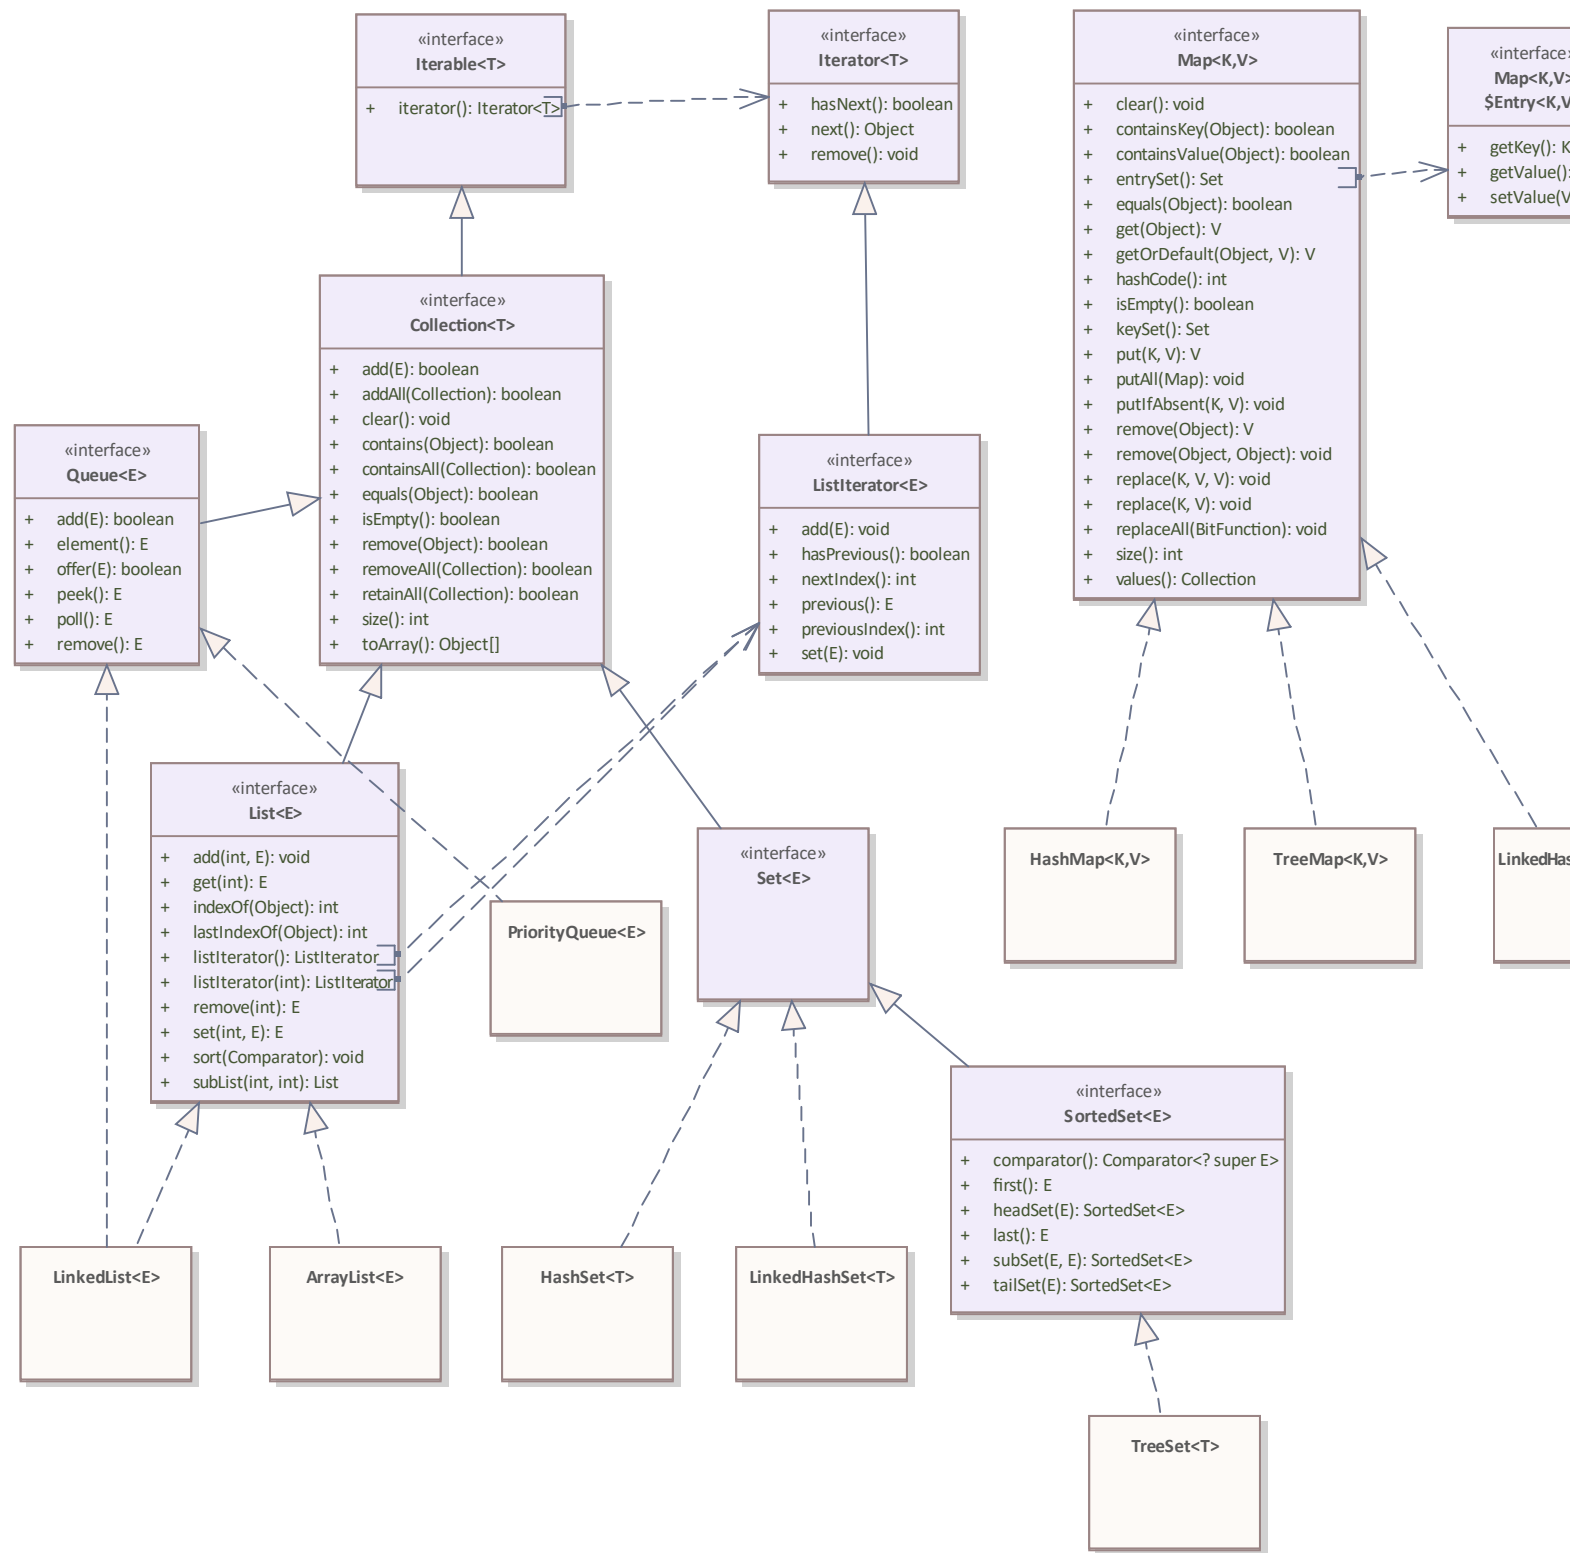 «interface»
Iterable<T>
+ iterator(): Iterator<T>
«interface»
Iterator<T>
+ hasNext(): boolean
+ next(): Object
+ remove(): void
«interface»
Map<K,V>
+ clear(): void
+ containsKey(Object): boolean
+ containsValue(Object): boolean
+ entrySet(): Set
+ equals(Object): boolean
+ get(Object): V
+ getOrDefault(Object, V): V
+ hashCode(): int
+ isEmpty(): boolean
+ keySet(): Set
+ put(K, V): V
+ putAll(Map): void
+ putIfAbsent(K, V): void
+ remove(Object): V
+ remove(Object, Object): void
+ replace(K, V, V): void
+ replace(K, V): void
+ replaceAll(BitFunction): void
+ size(): int
+ values(): Collection
«interface»
Map<K,V>
$Entry<K,V
+ getKey(): K
+ getValue():
+ setValue(V
«interface»
Collection<T>
+ add(E): boolean
+ addAll(Collection): boolean
+ clear(): void
+ contains(Object): boolean
+ containsAll(Collection): boolean
+ equals(Object): boolean
+ isEmpty(): boolean
+ remove(Object): boolean
+ removeAll(Collection): boolean
+ retainAll(Collection): boolean
+ size(): int
+ toArray(): Object[]
«interface»
Queue<E>
+ add(E): boolean
+ element(): E
+ offer(E): boolean
+ peek(): E
+ poll(): E
+ remove(): E
«interface»
ListIterator<E>
+ add(E): void
+ hasPrevious(): boolean
+ nextIndex(): int
+ previous(): E
+ previousIndex(): int
+ set(E): void
«interface»
List<E>
+ add(int, E): void
+ get(int): E
+ indexOf(Object): int
+ lastIndexOf(Object): int
+ listIterator(): ListIterator
+ listIterator(int): ListIterator
+ remove(int): E
+ set(int, E): E
+ sort(Comparator): void
+ subList(int, int): List
PriorityQueue<E>
«interface»
Set<E>
HashMap<K,V>
TreeMap<K,V>
LinkedHas
«interface»
SortedSet<E>
+ comparator(): Comparator<? super E>
+ first(): E
+ headSet(E): SortedSet<E>
+ last(): E
+ subSet(E, E): SortedSet<E>
+ tailSet(E): SortedSet<E>
LinkedList<E>
ArrayList<E>
HashSet<T>
LinkedHashSet<T>
TreeSet<T>